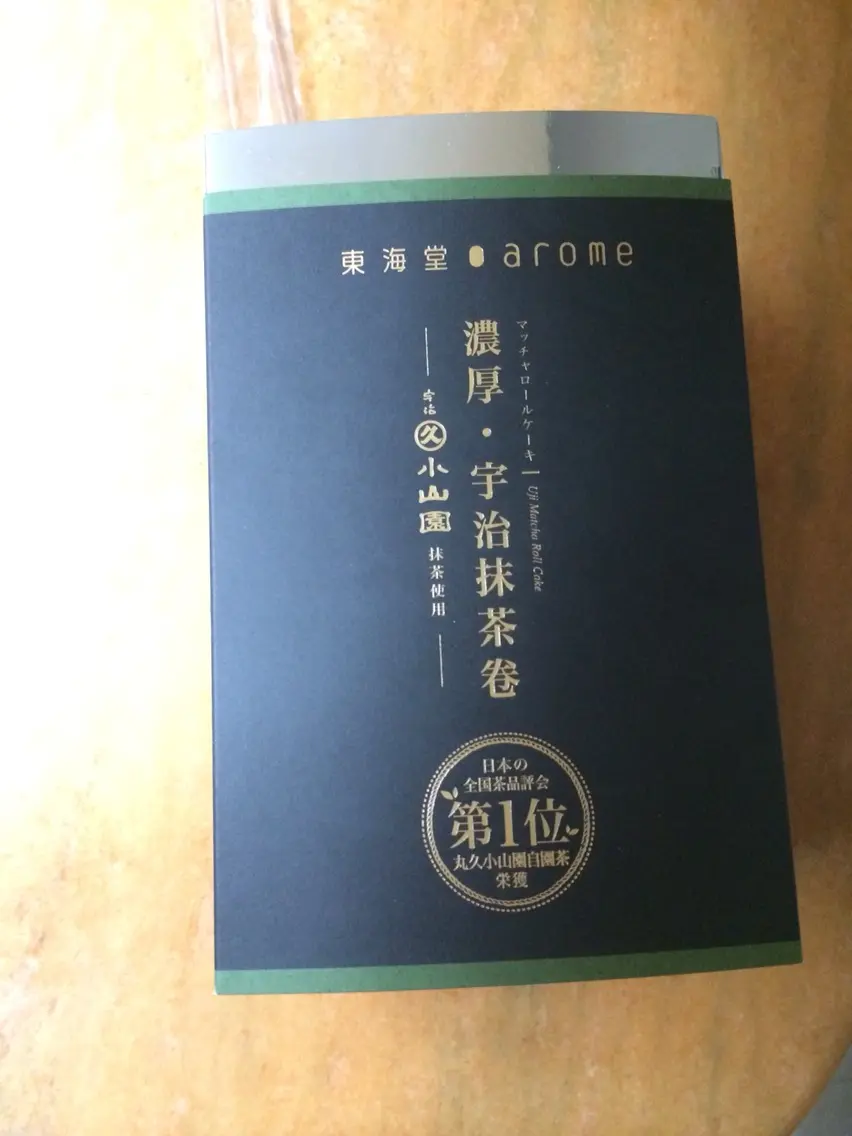 東海堂 arome
マッチャロールケーキ Uji Matcha Roll Cake
濃厚・宇治抹茶卷
宇治 久 小山園 抹茶使用
日本の
全国茶品評会
第1位
丸久小山園自園茶
栄獲